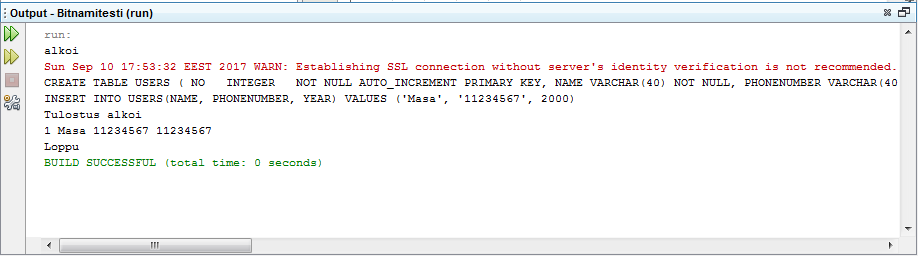 Output - Bitnamitesti (run)
run:
alkoi
Sun Sep 10 17:53:32 EEST 2017 WARN: Establishing SSL connection without server's identity verification is not recommended.
CREATE TABLE USERS ( NO   INTEGER   NOT NULL AUTO_INCREMENT PRIMARY KEY, NAME VARCHAR(40) NOT NULL, PHONENUMBER VARCHAR(40
INSERT INTO USERS(NAME, PHONENUMBER, YEAR) VALUES ('Masa', '11234567', 2000)
Tulostus alkoi
1 Masa 11234567 11234567
Loppu
BUILD SUCCESSFUL (total time: 0 seconds)